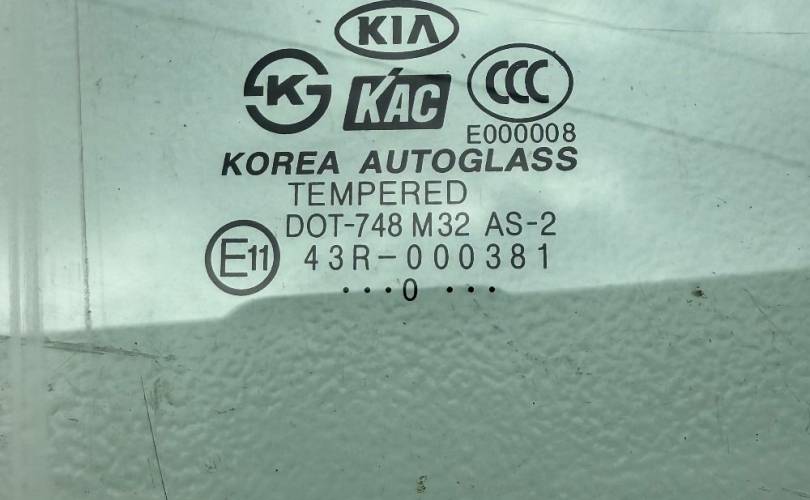 KIA
K KAC CCC
E000008
KOREA AUTOGLASS
TEMPERED
DOT-748 M32 AS-2
E11 43R-000381
...0 ...